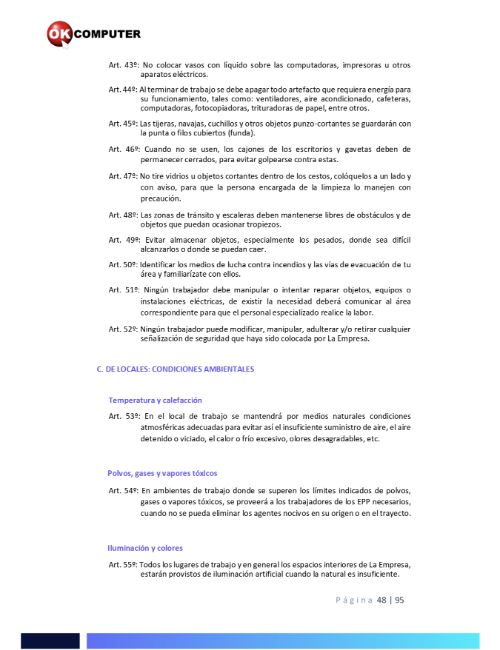 OK COMPUTER
Art. 43º: No colocar vasos con líquido sobre las computadoras, impresoras u otros
aparatos eléctricos.
Art. 44º: Al terminar de trabajo se debe apagar todo artefacto que requiera energía para
su funcionamiento, tales como: ventiladores, aire acondicionado, cafeteras,
computadoras, fotocopiadoras, trituradoras de papel, entre otros.
Art. 45º: Las tijeras, navajas, cuchillos y otros objetos punzo-cortantes se guardarán con
la punta o filos cubiertos (funda).
Art. 46º: Cuando no se usen, los cajones de los escritorios y gavetas deben de
permanecer cerrados, para evitar golpearse contra estas.
Art. 47º: No tire vidrios u objetos cortantes dentro de los cestos, colóquelos a un lado y
con aviso, para que la persona encargada de la limpieza lo manejen con
precaución.
Art. 48º: Las zonas de tránsito y escaleras deben mantenerse libres de obstáculos y de
objetos que puedan ocasionar tropiezos.
Art. 49º: Evitar almacenar objetos, especialmente los pesados, donde sea difícil
alcanzarlos o donde se puedan caer.
Art. 50º: Identificar los medios de lucha contra incendios y las vías de evacuación de tu
área y familiarízate con ellos.
Art. 51º: Ningún trabajador debe manipular o intentar reparar objetos, equipos o
instalaciones eléctricas, de existir la necesidad deberá comunicar al área
correspondiente para que el personal especializado realice la labor.
Art. 52º: Ningún trabajador puede modificar, manipular, adulterar y/o retirar cualquier
señalización de seguridad que haya sido colocada por La Empresa.
C. DE LOCALES: CONDICIONES AMBIENTALES
Temperatura y calefacción
Art. 53º: En el local de trabajo se mantendrá por medios naturales condiciones
atmosféricas adecuadas para evitar así el insuficiente suministro de aire, el aire
detenido o viciado, el calor o frío excesivo, olores desagradables, etc.
Polvos, gases y vapores tóxicos
Art. 54º: En ambientes de trabajo donde se superen los límites indicados de polvos,
gases o vapores tóxicos, se proveerá a los trabajadores de los EPP necesarios,
cuando no se pueda eliminar los agentes nocivos en su origen o en el trayecto.
Iluminación y colores
Art. 55º: Todos los lugares de trabajo y en general los espacios interiores de La Empresa,
estarán provistos de iluminación artificial cuando la natural es insuficiente.
Página 48 | 95